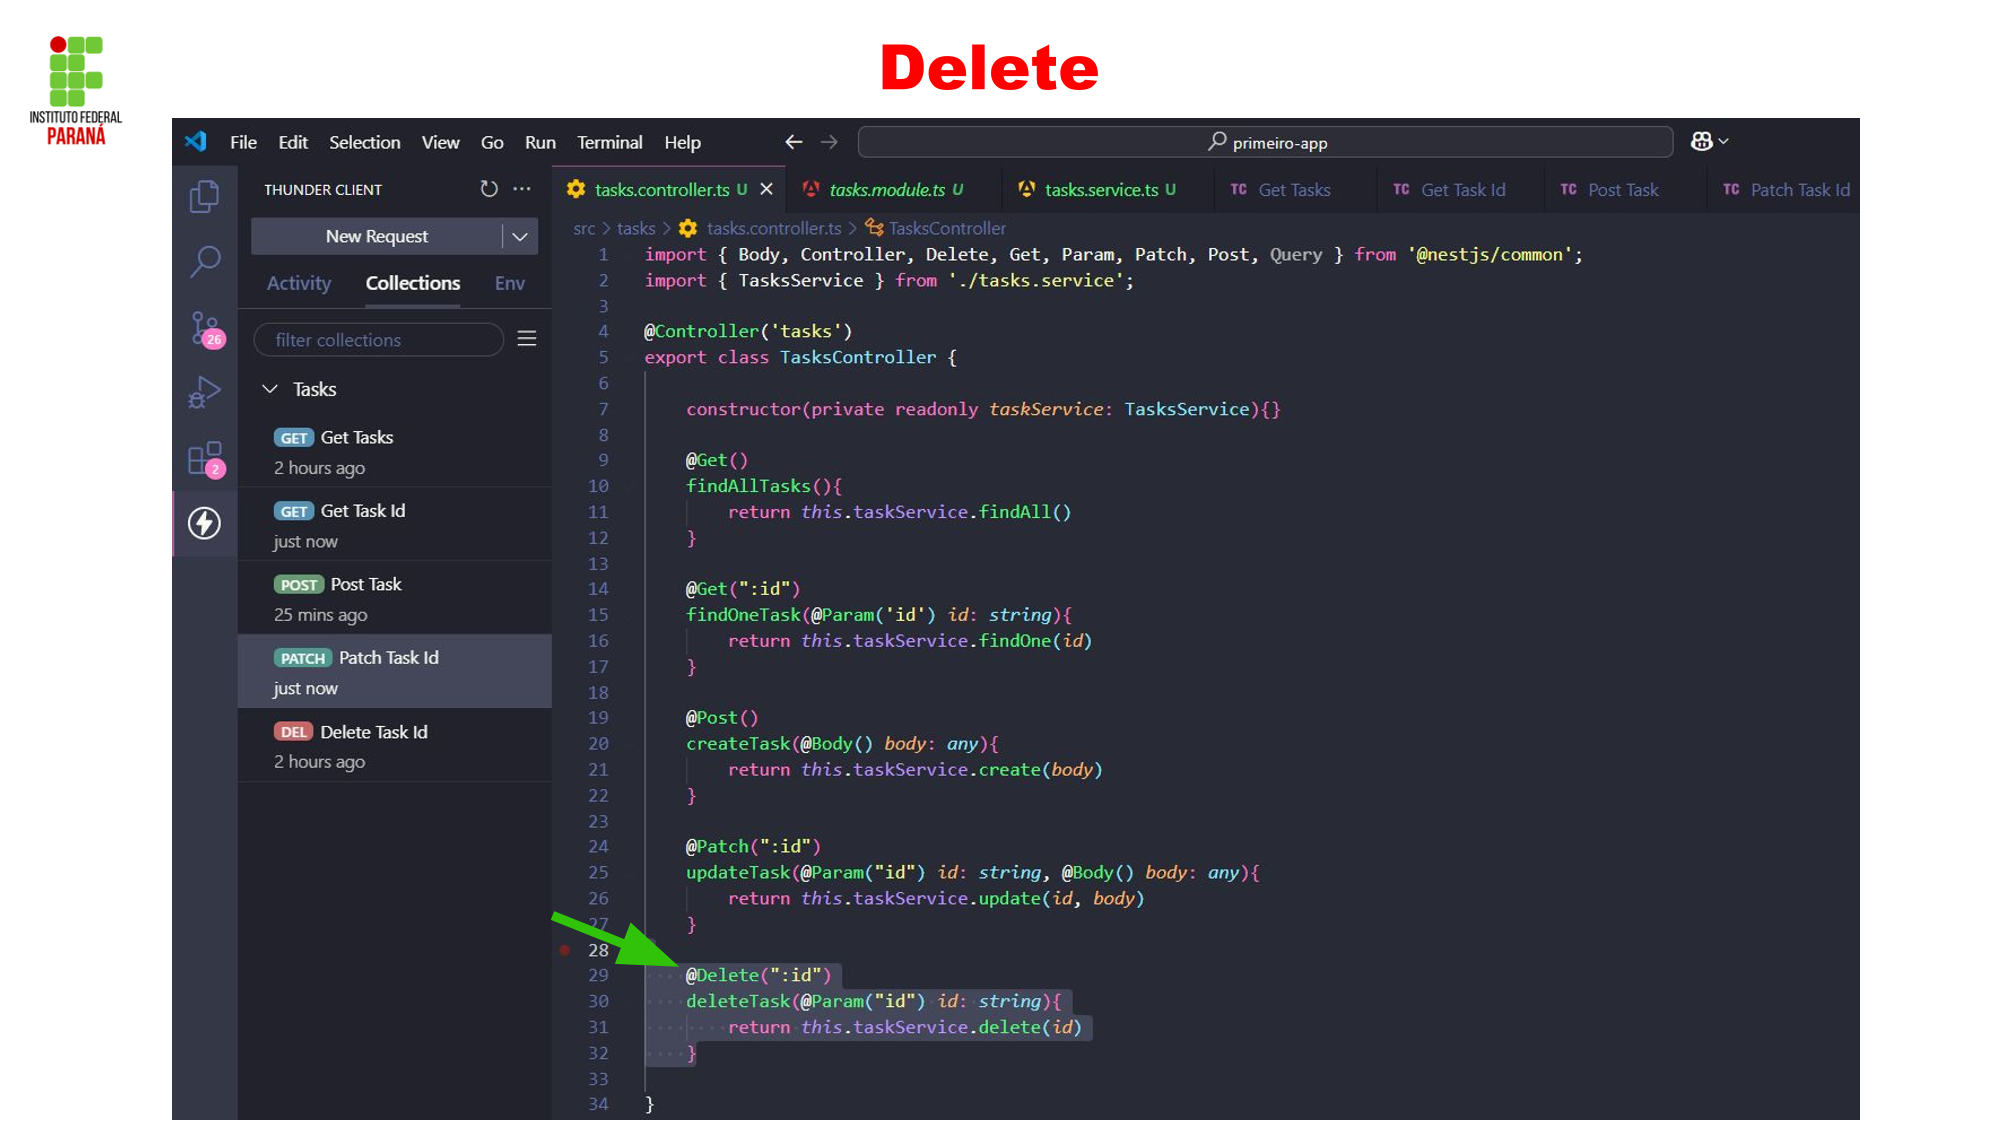 INSTITUTO FEDERAL
PARANÁ
Delete
File Edit Selection View Go Run Terminal Help
primeiro-app
THUNDER CLIENT
New Request
Activity Collections Env
filter collections
Tasks
GET Get Tasks
2 hours ago
GET Get Task Id
just now
POST Post Task
25 mins ago
PATCH Patch Task Id
just now
DEL Delete Task Id
2 hours ago
26
2
tasks.controller.ts U
tasks.module.ts U
tasks.service.ts U
TC Get Tasks
TC Get Task Id
TC Post Task
TC Patch Task Id
src > tasks > tasks.controller.ts > TasksController
1 import { Body, Controller, Delete, Get, Param, Patch, Post, Query } from '@nestjs/common';
2 import { TasksService } from './tasks.service';
3
4 @Controller('tasks')
5 export class TasksController {
6
7 constructor(private readonly taskService: TasksService){}
8
9 @Get()
10 findAllTasks(){
11 return this.taskService.findAll()
12 }
13
14 @Get(":id")
15 findOneTask(@Param('id') id: string){
16 return this.taskService.findOne(id)
17 }
18
19 @Post()
20 createTask(@Body() body: any){
21 return this.taskService.create(body)
22 }
23
24 @Patch(":id")
25 updateTask(@Param("id") id: string, @Body() body: any){
26 return this.taskService.update(id, body)
27 }
28
29 @Delete(":id")
30 deleteTask(@Param("id") id: string){
31 return this.taskService.delete(id)
32 }
33
34 }